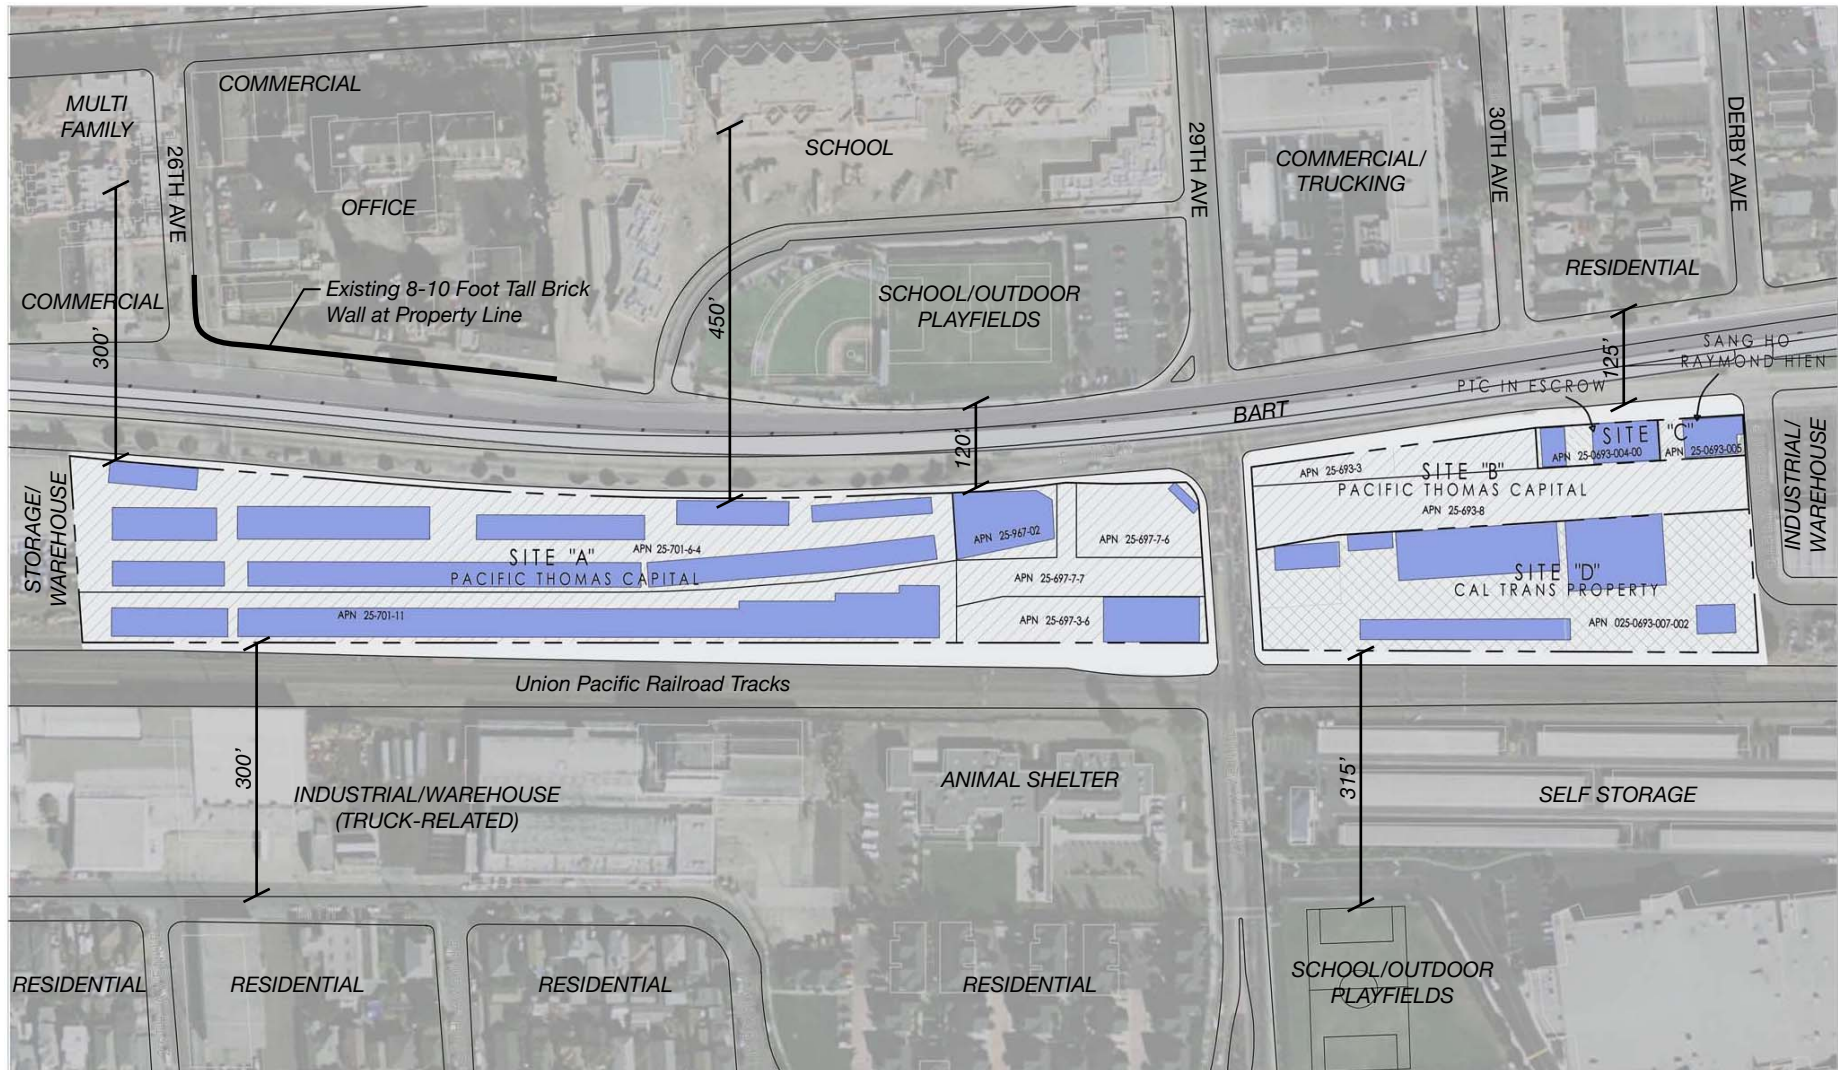 COMMERCIAL
MULTI
FAMILY
26TH AVE
OFFICE
SCHOOL
29TH AVE
COMMERCIAL/
TRUCKING
30TH AVE
DERBY AVE
RESIDENTIAL
COMMERCIAL
300'
Existing 8-10 Foot Tall Brick
Wall at Property Line
450'
SCHOOL/OUTDOOR
PLAYFIELDS
125'
SANG HO
RAYMOND HIEN
PTC IN ESCROW
BART
120'
STORAGE/
WAREHOUSE
INDUSTRIAL/
WAREHOUSE
SITE "C"
APN 25-0693-004-00
APN 25-0693-005
APN 25-693-3
SITE "B"
PACIFIC THOMAS CAPITAL
APN 25-693-8
SITE "A"
APN 25-701-6-4
PACIFIC THOMAS CAPITAL
APN 25-701-11
APN 25-967-02
APN 25-697-7-6
APN 25-697-7-7
APN 25-697-3-6
SITE "D"
CAL TRANS PROPERTY
APN 025-0693-007-002
Union Pacific Railroad Tracks
300'
INDUSTRIAL/WAREHOUSE
(TRUCK-RELATED)
ANIMAL SHELTER
315'
SELF STORAGE
RESIDENTIAL
RESIDENTIAL
RESIDENTIAL
RESIDENTIAL
SCHOOL/OUTDOOR
PLAYFIELDS